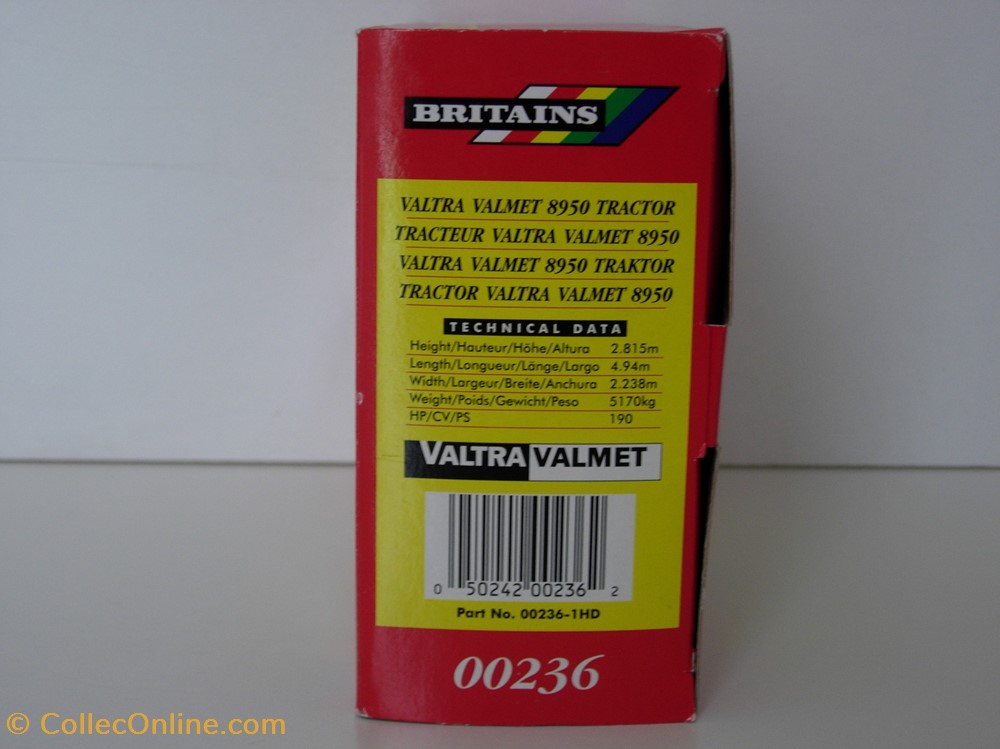 BRITAINS
VALTRA VALMET 8950 TRACTOR
TRACTEUR VALTRA VALMET 8950
VALTRA VALMET 8950 TRAKTOR
TRACTOR VALTRA VALMET 8950
TECHNICAL DATA
Height/Hauteur/Höhe/Altura 2.815m
Length/Longueur/Länge/Largo 4.94m
Width/Largeur/Breite/Anchura 2.238m
Weight/Poids/Gewicht/Peso 5170kg
HP/CV/PS 190
VALTRA VALMET
0 50242 00236 2
Part No. 00236-1HD
00236
© CollecOnline.com